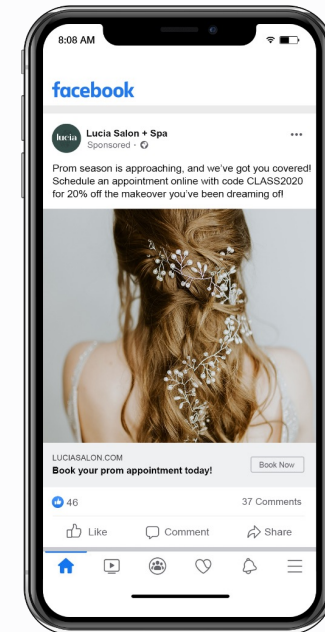 8:08 AM
facebook
lucia
Lucia Salon + Spa
Sponsored ·
Prom season is approaching, and we've got you covered!
Schedule an appointment online with code CLASS2020
for 20% off the makeover you've been dreaming of!
LUCIASALON.COM
Book your prom appointment today!
Book Now
46
37 Comments
Like
Comment
Share